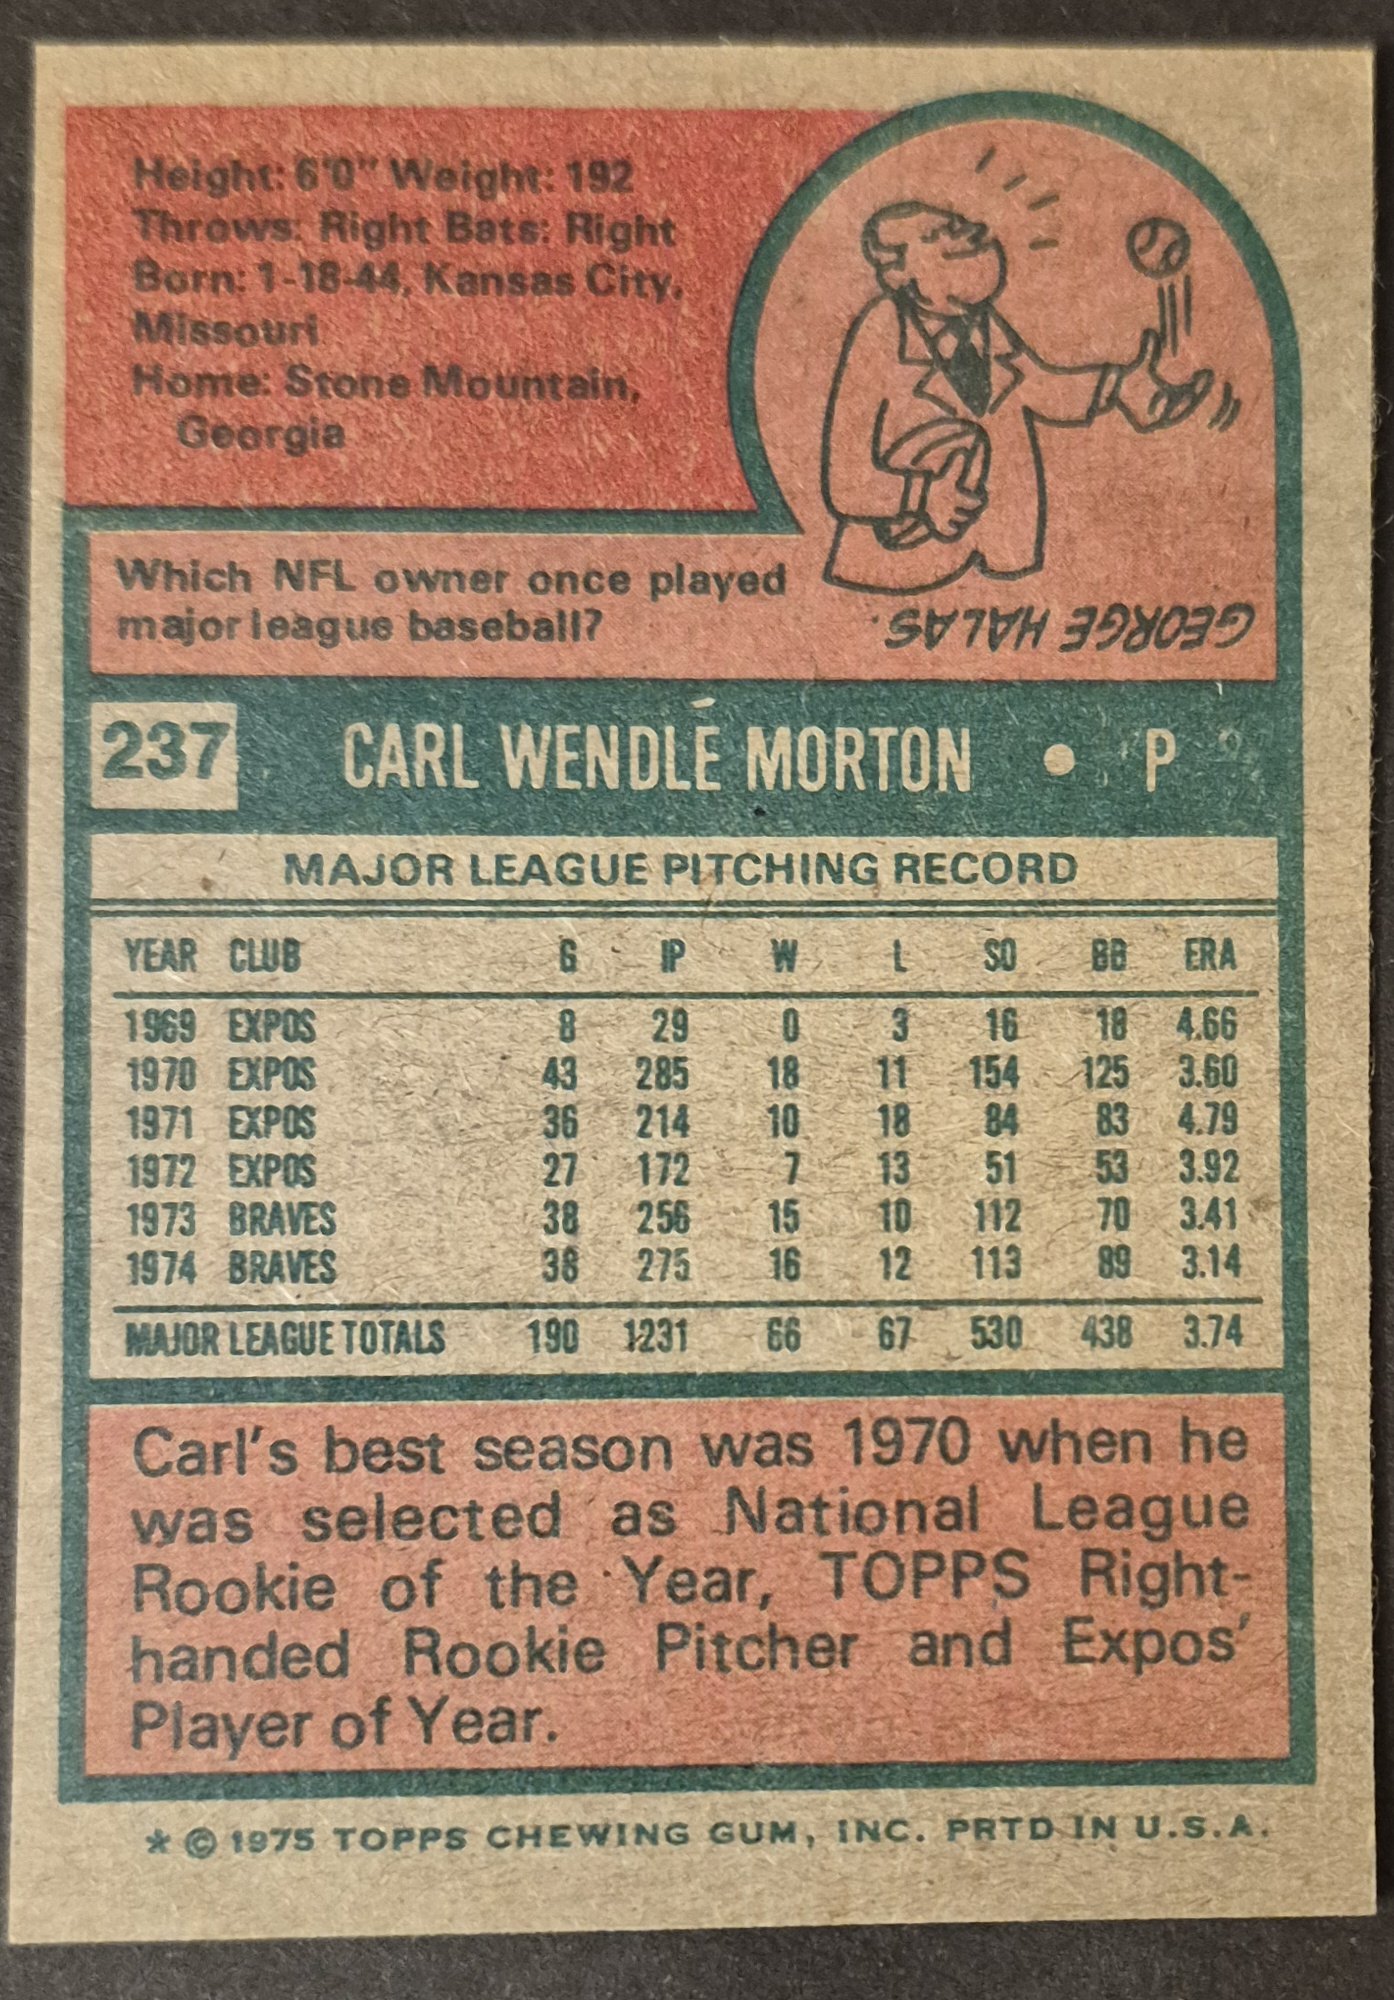 Height: 6'0" Weight: 192
Throws: Right Bats: Right
Born: 1-18-44, Kansas City,
Missouri
Home: Stone Mountain,
Georgia
Which NFL owner once played
major league baseball?
GEORGE HALAS.
237 CARL WENDLE MORTON • P
MAJOR LEAGUE PITCHING RECORD
YEAR CLUB G IP W L SO BB ERA
1969 EXPOS 8 29 0 3 16 18 4.66
1970 EXPOS 43 285 18 11 154 125 3.60
1971 EXPOS 36 214 10 18 84 83 4.79
1972 EXPOS 27 172 7 13 51 53 3.92
1973 BRAVES 38 256 15 10 112 70 3.41
1974 BRAVES 38 275 16 12 113 89 3.14
MAJOR LEAGUE TOTALS 190 1231 66 67 530 438 3.74
Carl's best season was 1970 when he
was selected as National League
Rookie of the Year, TOPPS Right-
handed Rookie Pitcher and Expos'
Player of Year.
* © 1975 TOPPS CHEWING GUM, INC. PRTD IN U.S.A.